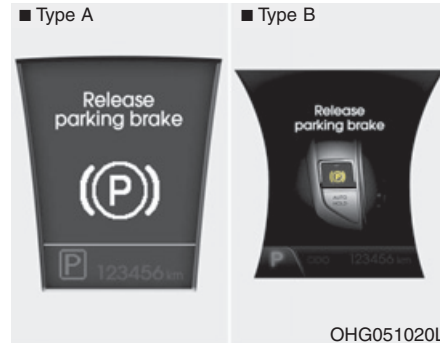 ■ Type A
Release
parking brake
(P)
P 123456 km
■ Type B
Release
parking brake
(P)
AUTO
HOLD
P ODO 123456 km
OHG051020L